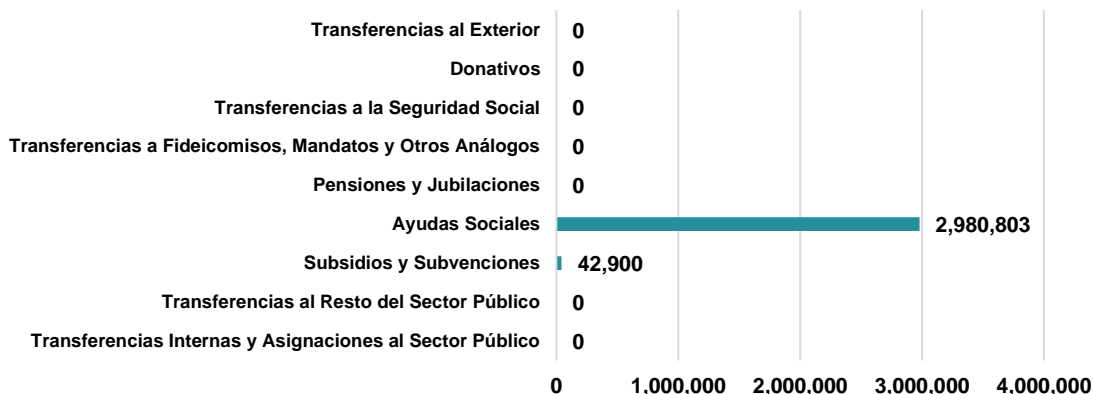 Transferencias al Exterior 0
Donativos 0
Transferencias a la Seguridad Social 0
Transferencias a Fideicomisos, Mandatos y Otros Análogos 0
Pensiones y Jubilaciones 0
Ayudas Sociales 2,980,803
Subsidios y Subvenciones 42,900
Transferencias al Resto del Sector Público 0
Transferencias Internas y Asignaciones al Sector Público 0
0 1,000,000 2,000,000 3,000,000 4,000,000